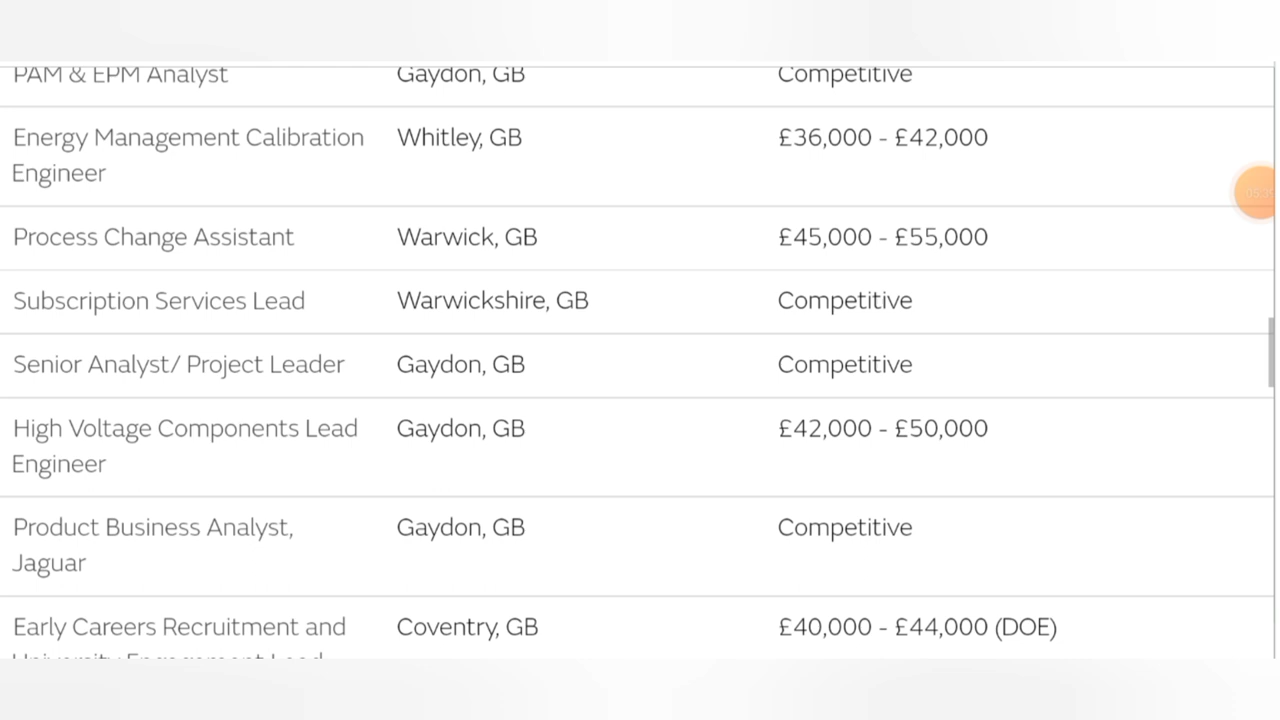 PAM & EPM Analyst Gaydon, GB Competitive
Energy Management Calibration Whitley, GB £36,000 - £42,000
Engineer
Process Change Assistant Warwick, GB £45,000 - £55,000
Subscription Services Lead Warwickshire, GB Competitive
Senior Analyst/ Project Leader Gaydon, GB Competitive
High Voltage Components Lead Gaydon, GB £42,000 - £50,000
Engineer
Product Business Analyst, Gaydon, GB Competitive
Jaguar
Early Careers Recruitment and Coventry, GB £40,000 - £44,000 (DOE)
University Engagement Lead